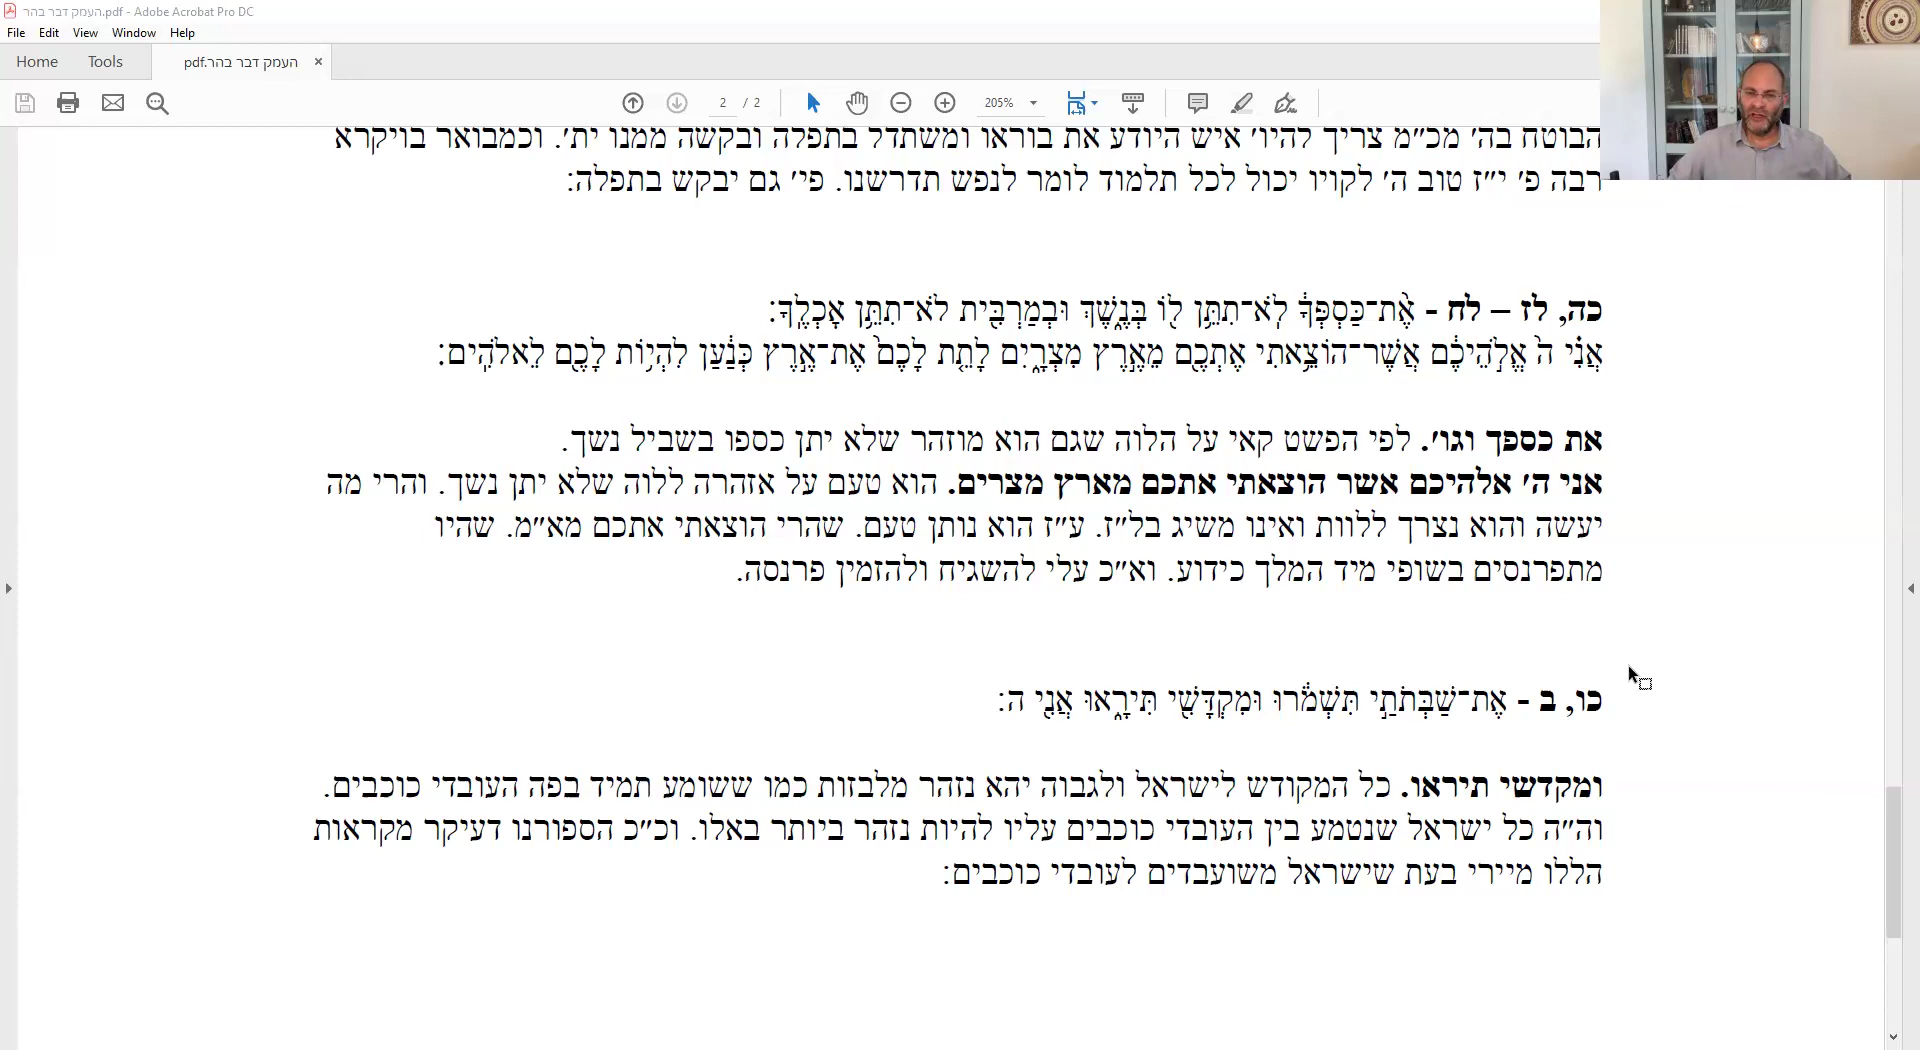 העמק דבר בהר.pdf - Adobe Acrobat Pro DC
File Edit View Window Help
Home Tools העמק דבר בהר.pdf ×
2 / 2 205%
הבוטח בה' מכ"מ צריך להיו' איש היודע את בוראו ומשתדל בתפלה ובקשה ממנו ית'. וכמבואר בויקרא
רבה פ' י"ז טוב ה' לקויו יכול לכל תלמוד לומר לנפש תדרשנו. פי' גם יבקש בתפלה:
כה, לז – לח - אֶ֨ת־כַּסְפְּךָ֔ לֹֽא־תִתֵּ֥ן ל֖וֹ בְּנֶ֑שֶׁךְ וּבְמַרְבִּ֖ית לֹא־תִתֵּ֥ן אָכְלֶֽךָ:
אֲנִ֗י ה' אֱלֹֽהֵיכֶ֔ם אֲשֶׁר־הוֹצֵ֥אתִי אֶתְכֶ֖ם מֵאֶ֣רֶץ מִצְרָ֑יִם לָתֵ֤ת לָכֶם֙ אֶת־אֶ֣רֶץ כְּנַ֔עַן לִהְי֥וֹת לָכֶ֖ם לֵאלֹהִֽים:
את כספך וגו'. לפי הפשט קאי על הלוה שגם הוא מוזהר שלא יתן כספו בשביל נשך.
אני ה' אלהיכם אשר הוצאתי אתכם מארץ מצרים. הוא טעם על אזהרה ללוה שלא יתן נשך. והרי מה
יעשה והוא נצרך ללוות ואינו משיג בל"ז. ע"ז הוא נותן טעם. שהרי הוצאתי אתכם מא"מ. שהיו
מתפרנסים בשופי מיד המלך כידוע. וא"כ עלי להשגיח ולהזמין פרנסה.
כו, ב - אֶת־שַׁבְּתֹתַ֣י תִּשְׁמֹ֔רוּ וּמִקְדָּשִׁ֖י תִּירָ֑אוּ אֲנִ֖י ה:
ומקדשי תיראו. כל המקודש לישראל ולגבוה יהא נזהר מלבזות כמו ששומע תמיד בפה העובדי כוכבים.
וה"ה כל ישראל שנטמע בין העובדי כוכבים עליו להיות נזהר ביותר באלו. וכ"כ הספורנו דעיקר מקראות
הללו מיירי בעת שישראל משועבדים לעובדי כוכבים: